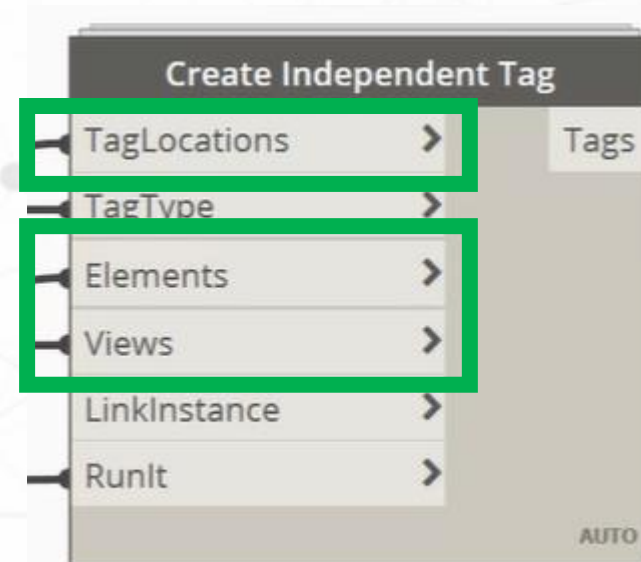 Create Independent Tag
TagLocations Tags
TagType
Elements
Views
LinkInstance
RunIt
AUTO